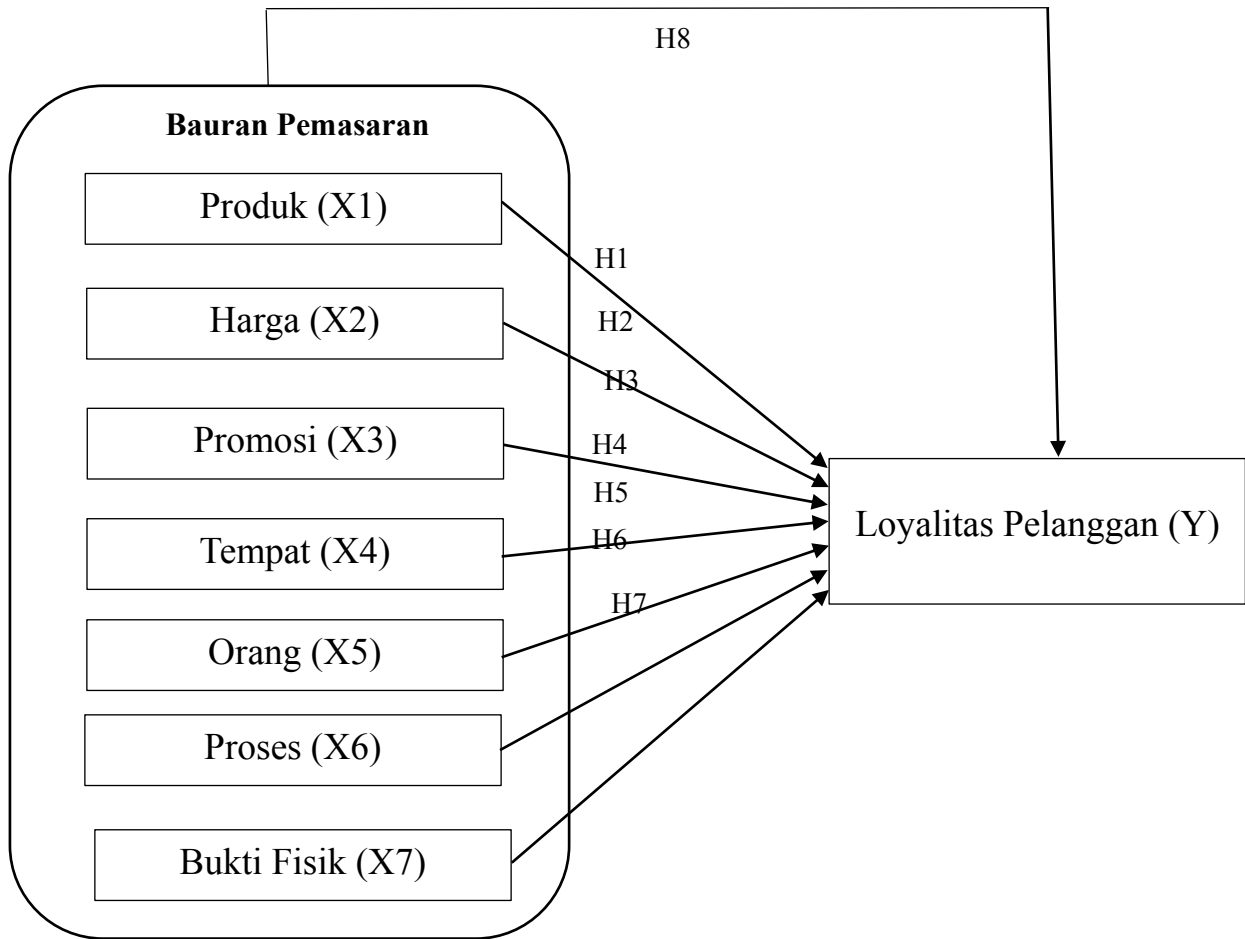 H8
Bauran Pemasaran
Produk (X1)
H1
Harga (X2)
H2
H3
Promosi (X3)
H4
H5
Loyalitas Pelanggan (Y)
Tempat (X4)
H6
H7
Orang (X5)
Proses (X6)
Bukti Fisik (X7)